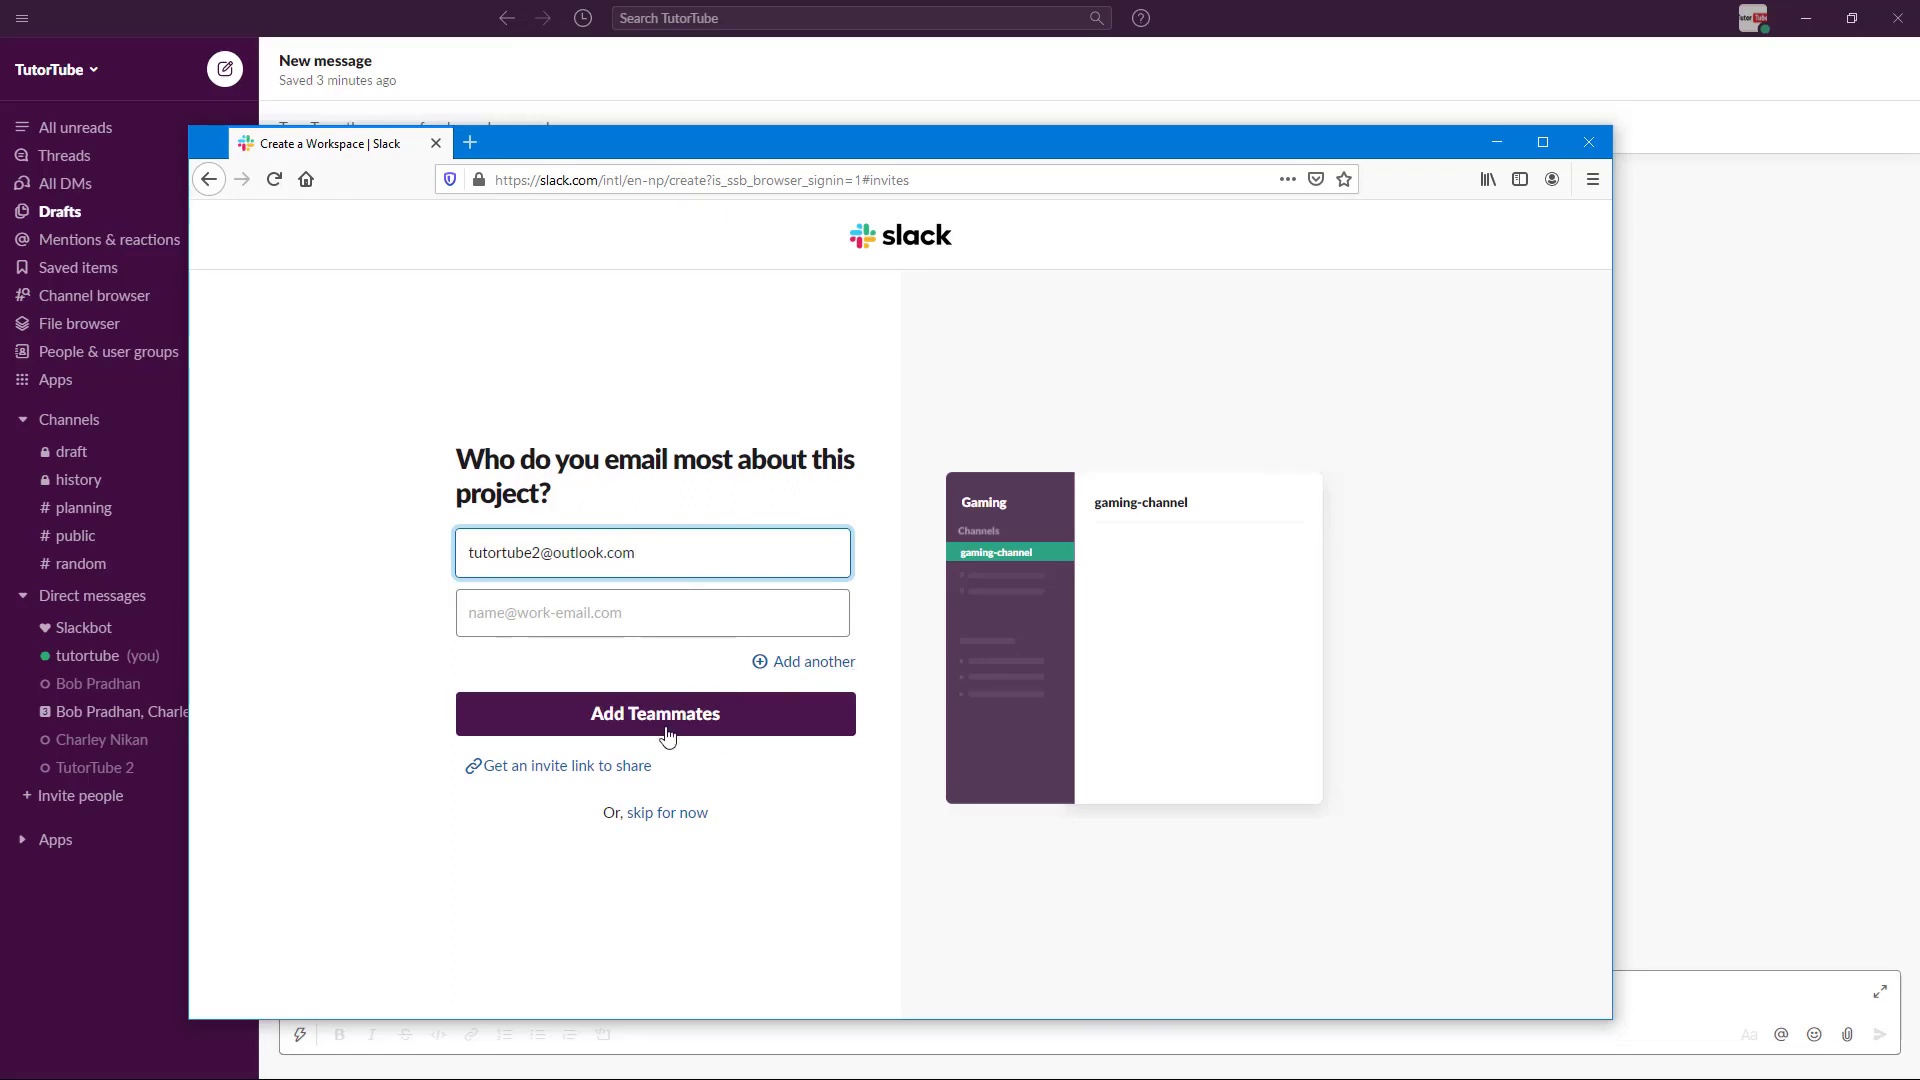 Search TutorTube
Tutor Tube
TutorTube
New message
Saved 3 minutes ago
All unreads
Threads
All DMs
Drafts
Mentions & reactions
Saved items
Channel browser
File browser
People & user groups
Apps
Channels
draft
history
# planning
# public
# random
Direct messages
Slackbot
tutortube (you)
Bob Pradhan
3 Bob Pradhan, Charle
Charley Nikan
TutorTube 2
+ Invite people
Apps
Create a Workspace | Slack
https://slack.com/intl/en-np/create?is_ssb_browser_signin=1#invites
slack
Who do you email most about this
project?
tutortube2@outlook.com
name@work-email.com
Add another
Add Teammates
Get an invite link to share
Or, skip for now
Gaming
Channels
gaming-channel
gaming-channel
B I S </>
Aa @